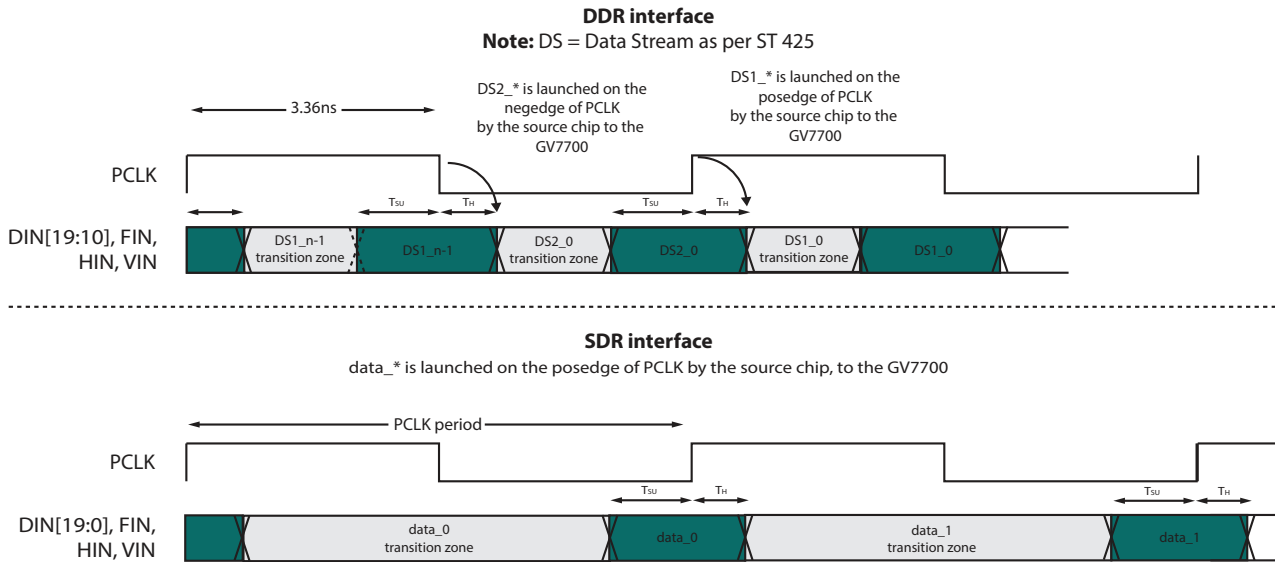 DDR interface
Note: DS = Data Stream as per ST 425
DS2_* is launched on the
negedge of PCLK
by the source chip to the
GV7700
DS1_* is launched on the
posedge of PCLK
by the source chip to the
GV7700
3.36ns
PCLK
TSU TH TSU TH
DIN[19:10], FIN,
HIN, VIN
DS1_n-1
transition zone
DS1_n-1
DS2_0
transition zone
DS2_0
DS1_0
transition zone
DS1_0
SDR interface
data_* is launched on the posedge of PCLK by the source chip, to the GV7700
PCLK period
PCLK
TSU TH TSU TH
DIN[19:0], FIN,
HIN, VIN
data_0
transition zone
data_0
data_1
transition zone
data_1